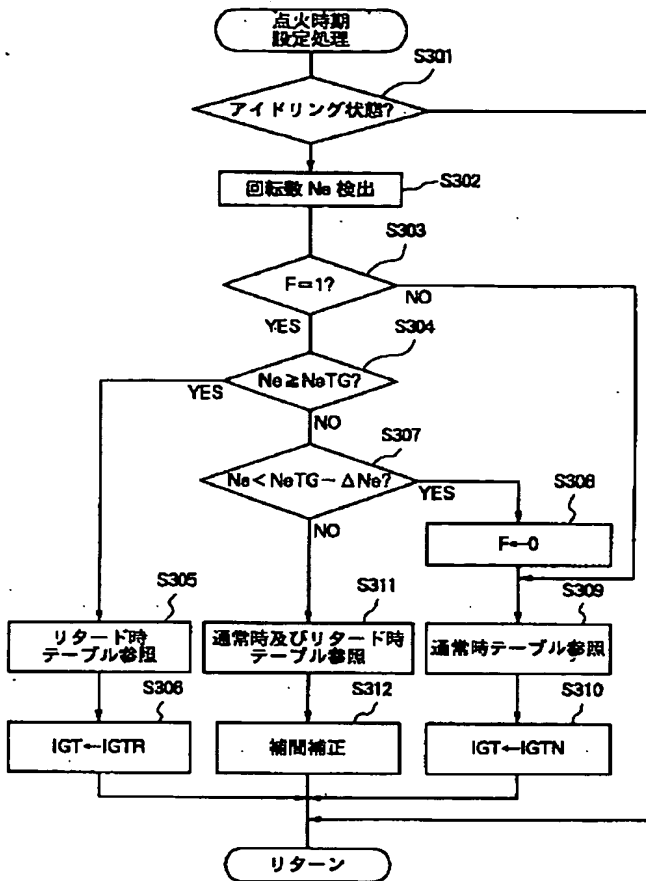 点火時期
設定処理
S301
アイドリング状態?
S302
回転数 Ne 検出
S303
F=1?
NO
YES
S304
Ne≧NeTG?
YES
NO
S307
Ne<NeTG−ΔNe?
YES
NO
S308
F←0
S305
リタード時
テーブル参照
S311
通常時及びリタード時
テーブル参照
S309
通常時テーブル参照
S306
IGT←IGTR
S312
補間補正
S310
IGT←IGTN
リターン